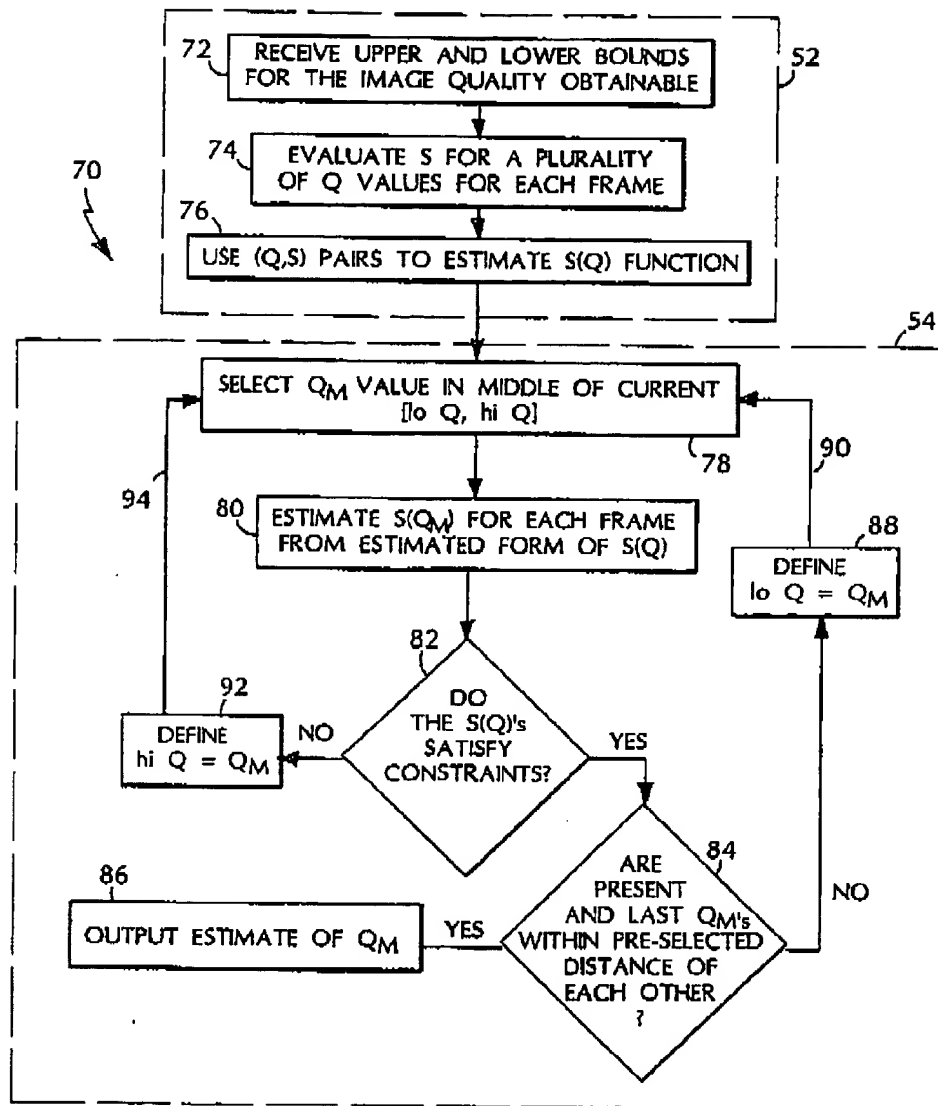 72
RECEIVE UPPER AND LOWER BOUNDS
FOR THE IMAGE QUALITY OBTAINABLE
52
74
EVALUATE S FOR A PLURALITY
OF Q VALUES FOR EACH FRAME
70
76
USE (Q,S) PAIRS TO ESTIMATE S(Q) FUNCTION
54
SELECT QM VALUE IN MIDDLE OF CURRENT
[lo Q, hi Q]
78
90
94
80
ESTIMATE S(QM) FOR EACH FRAME
FROM ESTIMATED FORM OF S(Q)
88
DEFINE
lo Q = QM
82
DO
THE S(Q)'s
SATISFY
CONSTRAINTS?
92
DEFINE
hi Q = QM
NO
YES
84
ARE
PRESENT
AND LAST QM's
WITHIN PRE-SELECTED
DISTANCE OF
EACH OTHER
?
NO
86
OUTPUT ESTIMATE OF QM
YES